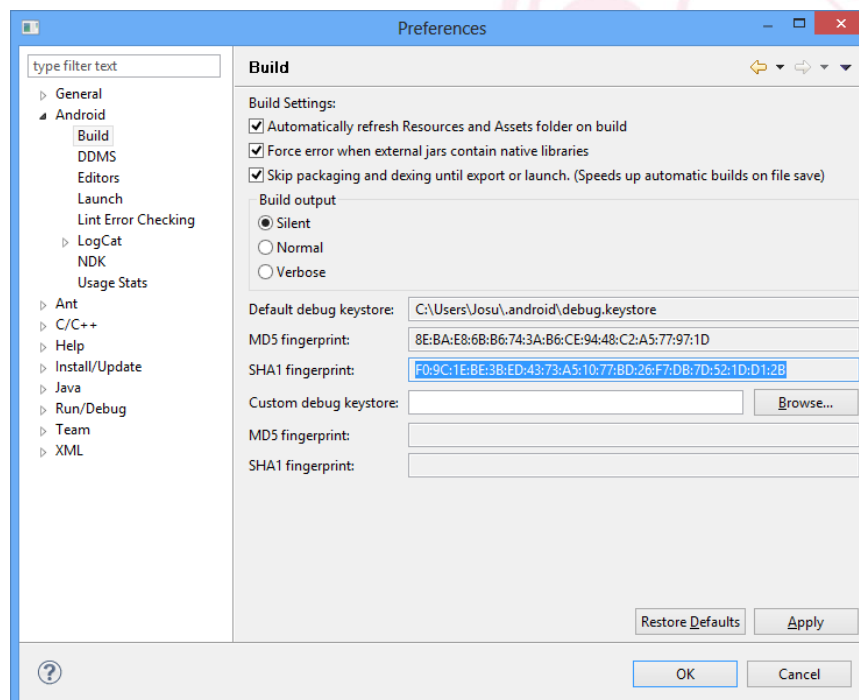 Preferences
type filter text
General
Android
Build
DDMS
Editors
Launch
Lint Error Checking
LogCat
NDK
Usage Stats
Ant
C/C++
Help
Install/Update
Java
Run/Debug
Team
XML
Build
Build Settings:
Automatically refresh Resources and Assets folder on build
Force error when external jars contain native libraries
Skip packaging and dexing until export or launch. (Speeds up automatic builds on file save)
Build output
Silent
Normal
Verbose
Default debug keystore: C:\Users\Josu\.android\debug.keystore
MD5 fingerprint: 8E:BA:E8:6B:B6:74:3A:B6:CE:94:48:C2:A5:77:97:1D
SHA1 fingerprint: F0:9C:1E:BE:3B:ED:43:73:A5:10:77:BD:26:F7:DB:7D:52:1D:D1:2B
Custom debug keystore: Browse...
MD5 fingerprint:
SHA1 fingerprint:
Restore Defaults Apply
OK Cancel